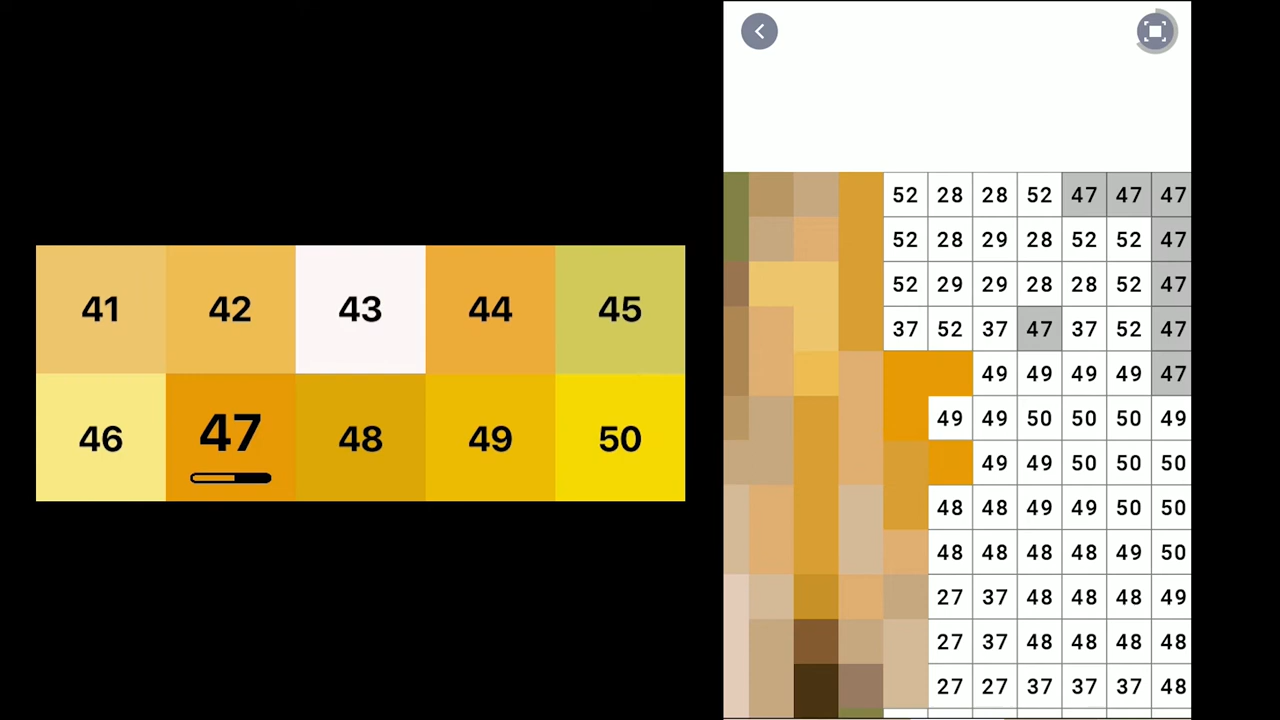 41 42 43 44 45
46 47 48 49 50
52 28 28 52 47 47 47
52 28 29 28 52 52 47
52 29 29 28 28 52 47
37 52 37 47 37 52 47
49 49 49 49 47
49 49 50 50 50 49
49 49 50 50 50
48 48 49 49 50 50
48 48 48 48 49 50
27 37 48 48 48 49
27 37 48 48 48 48
27 27 37 37 37 48